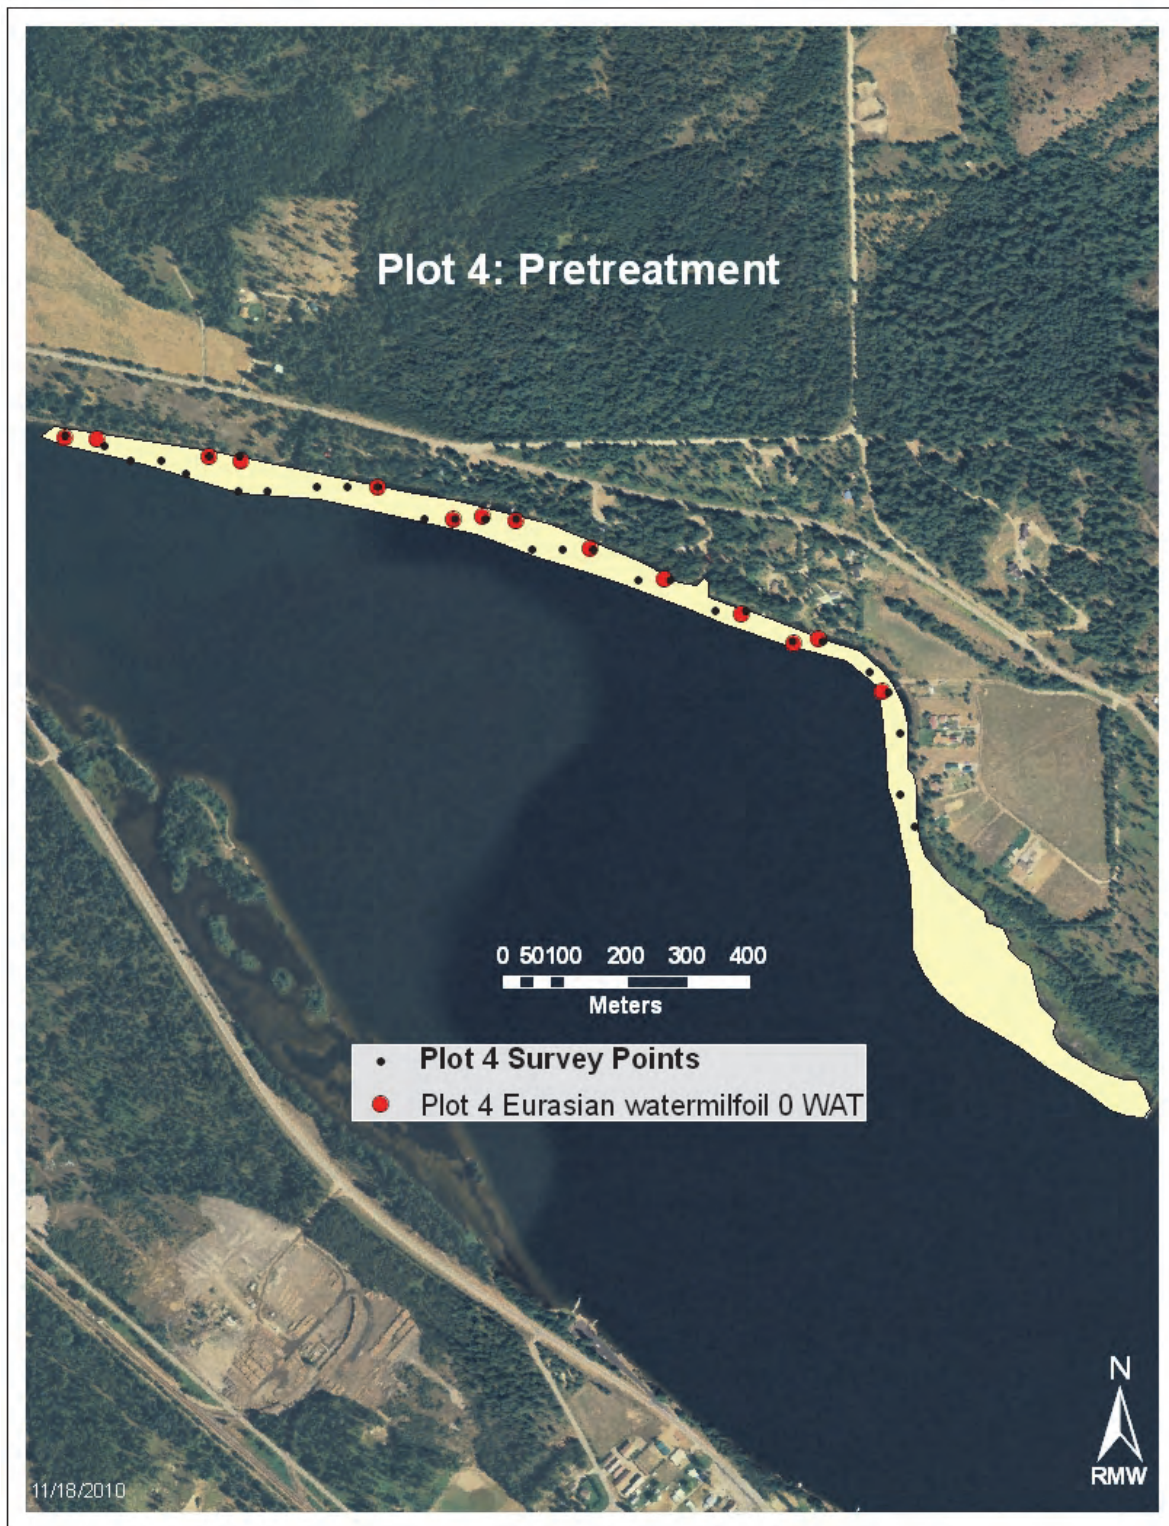 Plot 4: Pretreatment
0 50100 200 300 400
Meters
Plot 4 Survey Points
Plot 4 Eurasian watermilfoil 0 WAT
N
RMW
11/18/2010